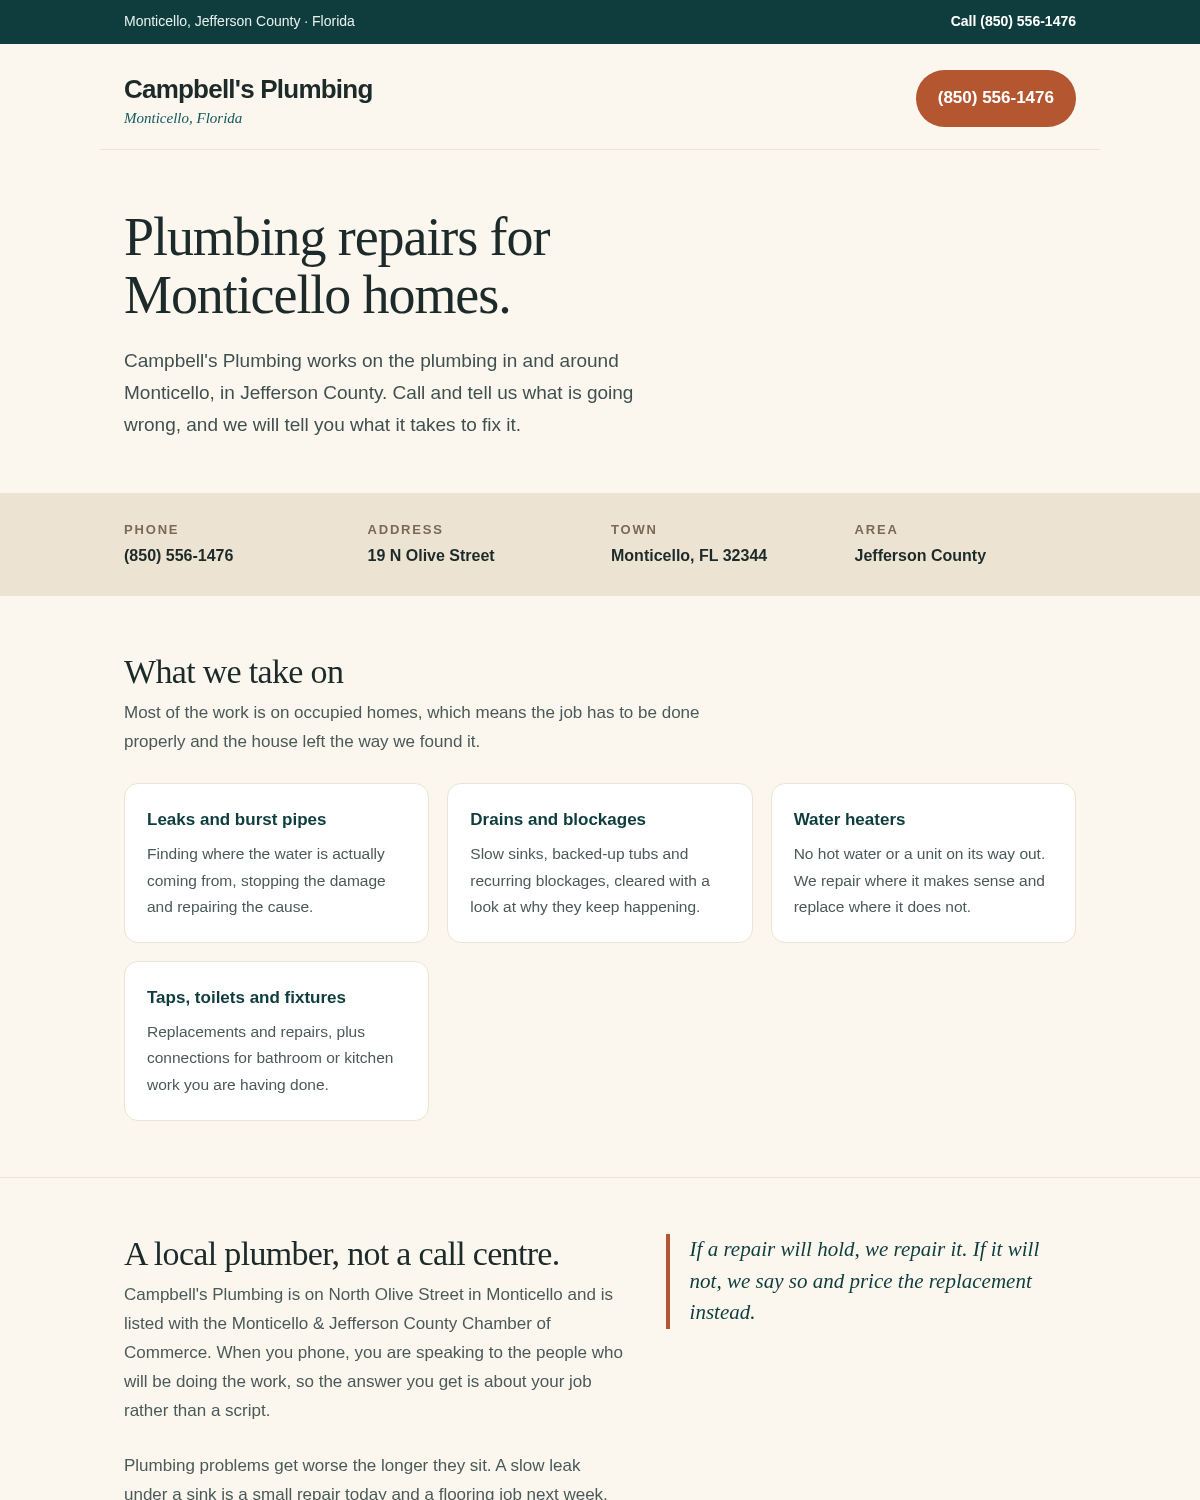 Monticello, Jefferson County · Florida
Call (850) 556-1476
Campbell's Plumbing
Monticello, Florida
(850) 556-1476
Plumbing repairs for
Monticello homes.
Campbell's Plumbing works on the plumbing in and around
Monticello, in Jefferson County. Call and tell us what is going
wrong, and we will tell you what it takes to fix it.
PHONE
(850) 556-1476
ADDRESS
19 N Olive Street
TOWN
Monticello, FL 32344
AREA
Jefferson County
What we take on
Most of the work is on occupied homes, which means the job has to be done
properly and the house left the way we found it.
Leaks and burst pipes
Finding where the water is actually
coming from, stopping the damage
and repairing the cause.
Drains and blockages
Slow sinks, backed-up tubs and
recurring blockages, cleared with a
look at why they keep happening.
Water heaters
No hot water or a unit on its way out.
We repair where it makes sense and
replace where it does not.
Taps, toilets and fixtures
Replacements and repairs, plus
connections for bathroom or kitchen
work you are having done.
A local plumber, not a call centre.
Campbell's Plumbing is on North Olive Street in Monticello and is
listed with the Monticello & Jefferson County Chamber of
Commerce. When you phone, you are speaking to the people who
will be doing the work, so the answer you get is about your job
rather than a script.
Plumbing problems get worse the longer they sit. A slow leak
under a sink is a small repair today and a flooring job next week.
If a repair will hold, we repair it. If it will
not, we say so and price the replacement
instead.